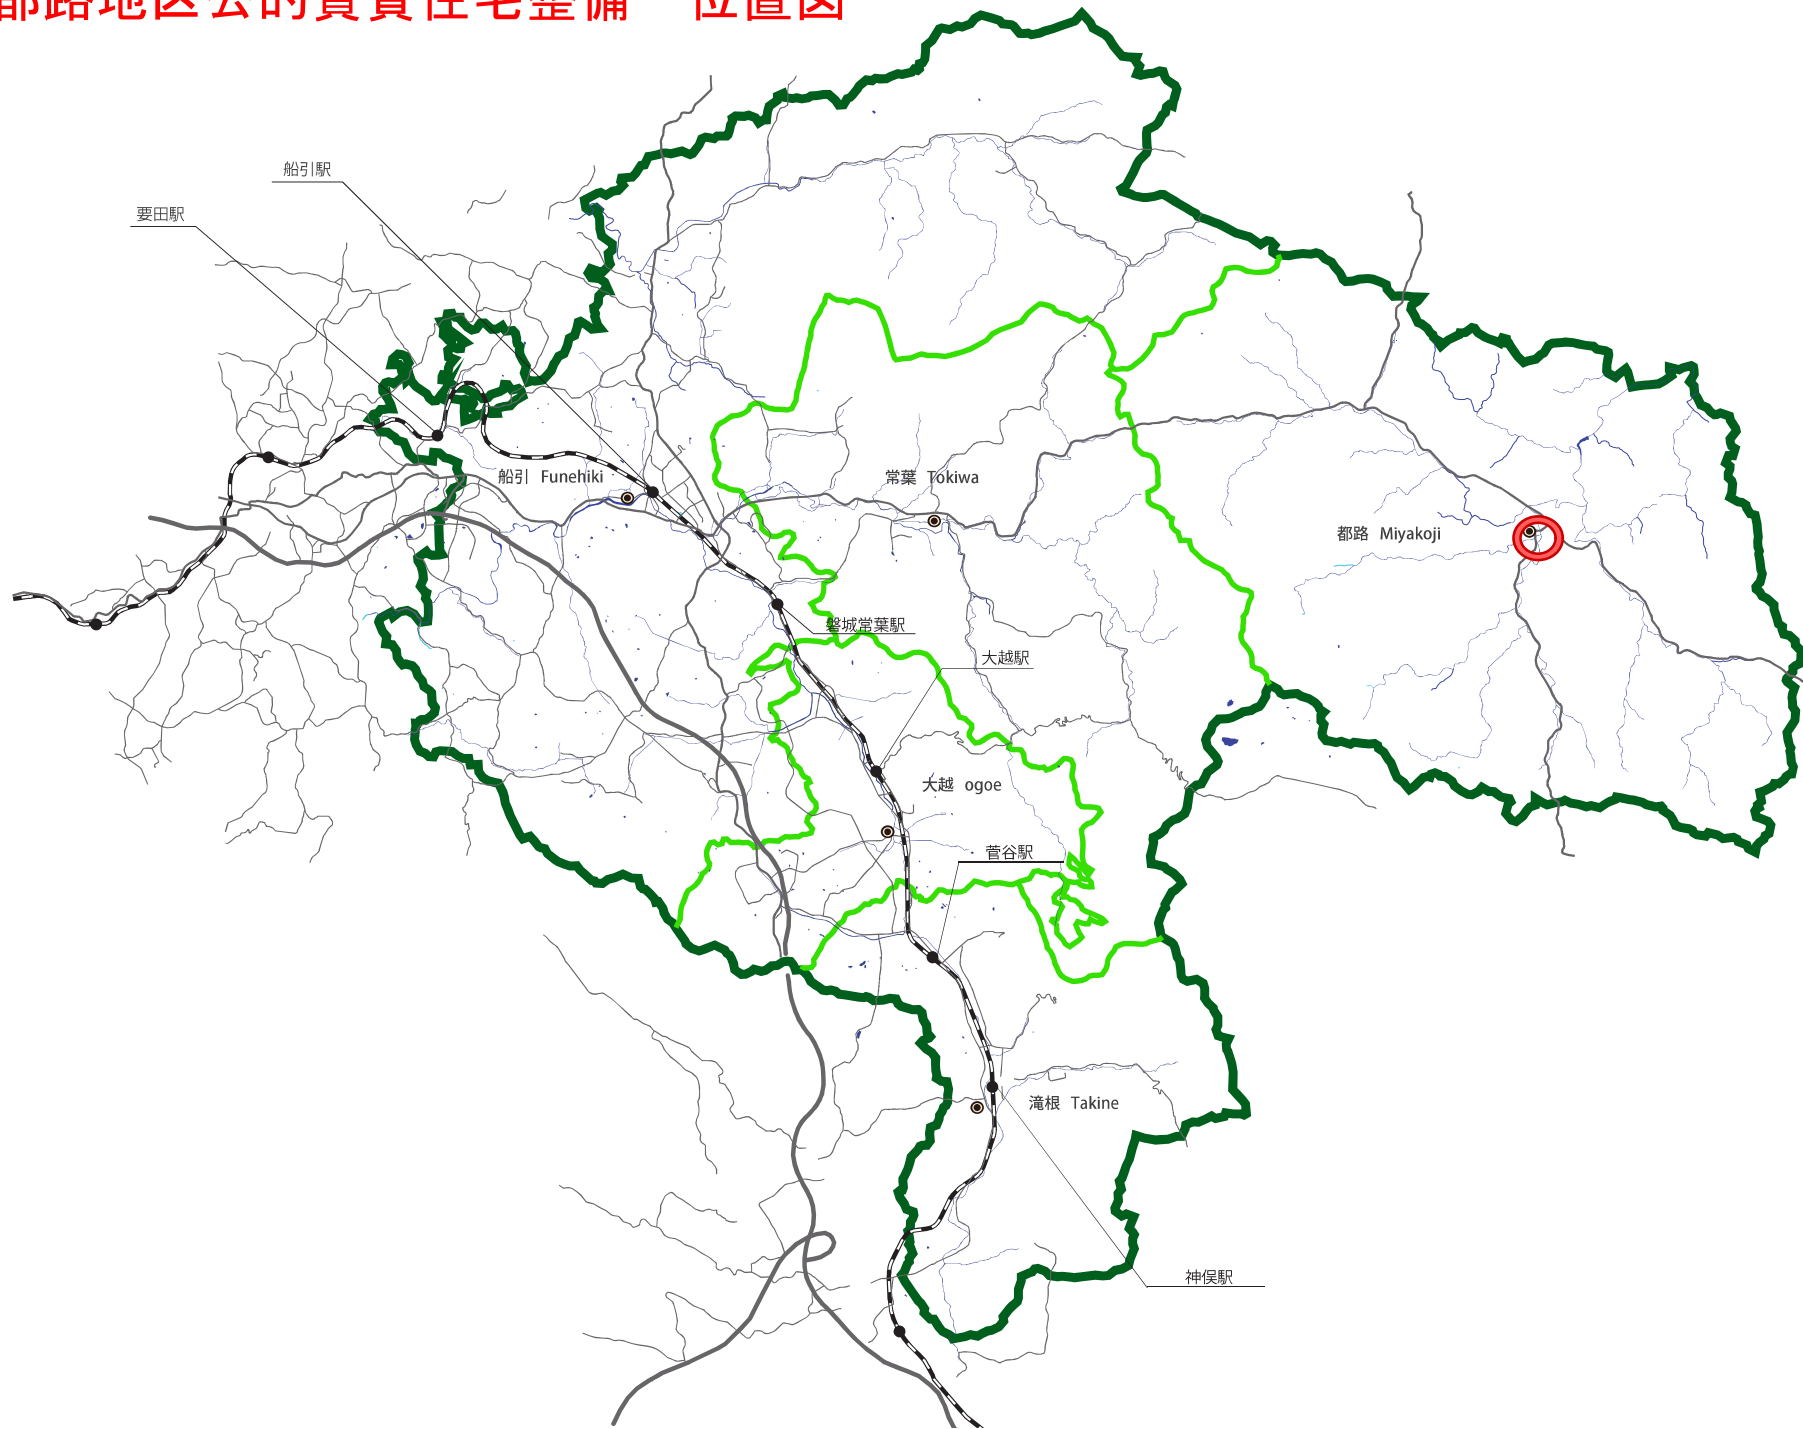 都路地区公的賃貸住宅整備　位置図
船引駅
要田駅
船引 Funehiki
常葉 Tokiwa
都路 Miyakoji
磐城常葉駅
大越駅
大越 ogoe
菅谷駅
滝根 Takine
神俣駅